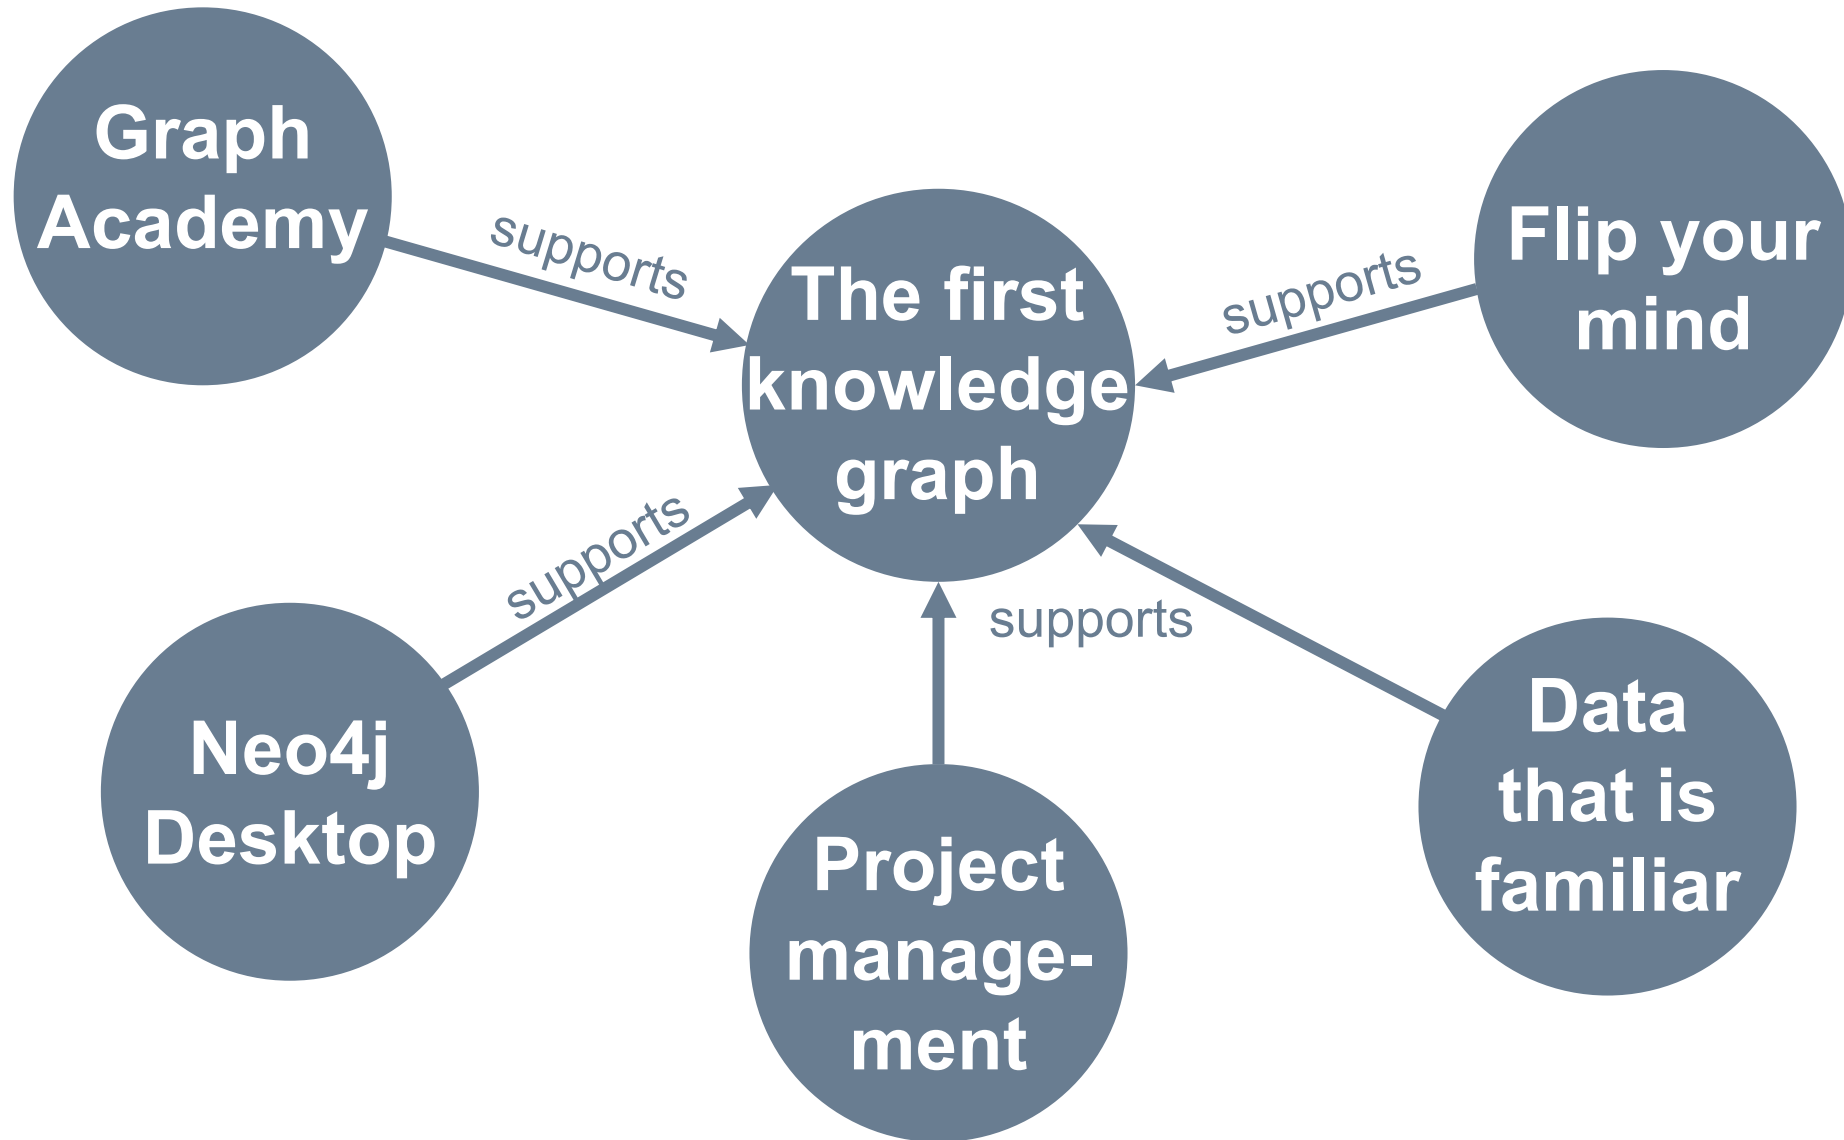 Graph
Academy
supports
The first
knowledge
graph
supports
Flip your
mind
supports
supports
Neo4j
Desktop
Project
manage-
ment
Data
that is
familiar